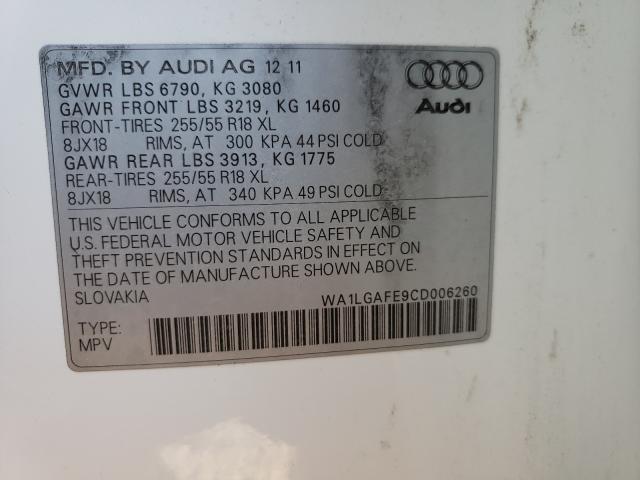 MFD. BY AUDI AG 12 11
GVWR LBS 6790, KG 3080
GAWR FRONT LBS 3219, KG 1460
FRONT-TIRES 255/55 R18 XL
8JX18 RIMS, AT 300 KPA 44 PSI COLD
GAWR REAR LBS 3913, KG 1775
REAR-TIRES 255/55 R18 XL
8JX18 RIMS, AT 340 KPA 49 PSI COLD
Audi
THIS VEHICLE CONFORMS TO ALL APPLICABLE
U.S. FEDERAL MOTOR VEHICLE SAFETY AND
THEFT PREVENTION STANDARDS IN EFFECT ON
THE DATE OF MANUFACTURE SHOWN ABOVE.
SLOVAKIA WA1LGAFE9CD006260
TYPE:
MPV